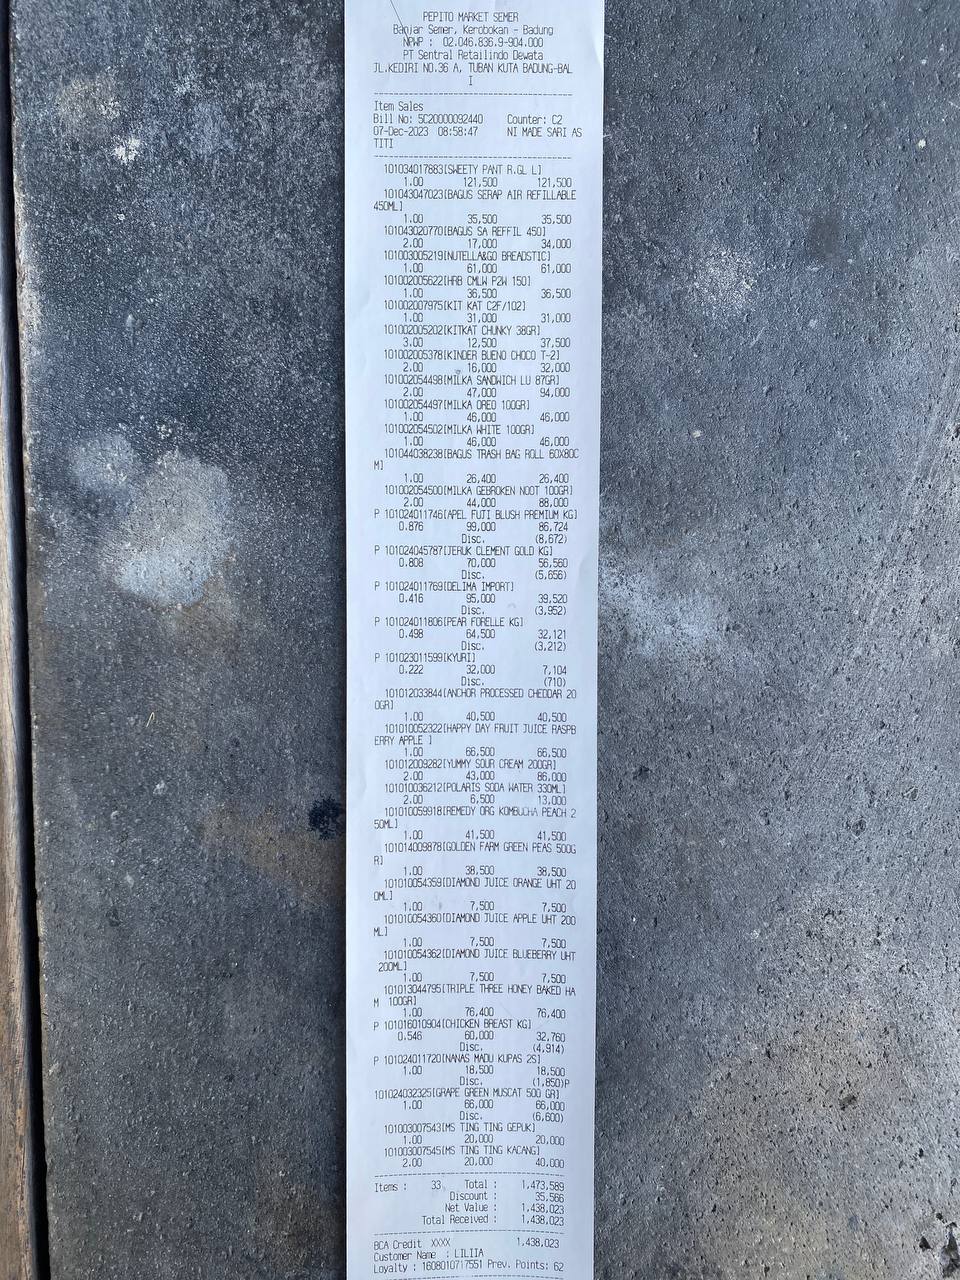 PEPITO MARKET SEMER
Banjar Semer, Kerobokan - Badung
NPWP : 02.046.836.9-904.000
PT Sentral Retailindo Dewata
JL.KEDIRI NO.36 A, TUBAN KUTA BADUNG-BAL
I
Item Sales
Bill No: 5C20000092440 Counter: C2
07-Dec-2023 08:58:47 NI MADE SARI AS
TITI
101034017883[SWEETY PANT R.GL L]
1.00 121,500 121,500
101043047023[BAGUS SERAP AIR REFILLABLE
450ML]
1.00 35,500 35,500
101043020770[BAGUS SA REFFIL 450]
2.00 17,000 34,000
101003005219[NUTELLA&GO BREADSTIC]
1.00 61,000 61,000
101002005622[HRB CMLW P2W 150]
1.00 36,500 36,500
101002007975[KIT KAT C2F/102]
1.00 31,000 31,000
101002005202[KITKAT CHUNKY 38GR]
3.00 12,500 37,500
101002005378[KINDER BUENO CHOCO T-2]
2.00 16,000 32,000
101002054498[MILKA SANDWICH LU 87GR]
2.00 47,000 94,000
101002054497[MILKA OREO 100GR]
1.00 46,000 46,000
101002054502[MILKA WHITE 100GR]
1.00 46,000 46,000
101044038238[BAGUS TRASH BAG ROLL 60X80C
M]
1.00 26,400 26,400
101002054500[MILKA GEBROKEN NOOT 100GR]
2.00 44,000 88,000
P 101024011746[APEL FUTI BLUSH PREMIUM KG]
0.876 99,000 86,724
Disc. (8,672)
P 101024045787[JERUK CLEMENT GOLD KG]
0.808 70,000 56,560
Disc. (5,656)
P 101024011769[DELIMA IMPORT]
0.416 95,000 39,520
Disc. (3,952)
P 101024011806[PEAR FORELLE KG]
0.498 64,500 32,121
Disc. (3,212)
P 101023011599[KYURI]
0.222 32,000 7,104
Disc. (710)
101012033844[ANCHOR PROCESSED CHEDDAR 20
0GR]
1.00 40,500 40,500
101010052322[HAPPY DAY FRUIT JUICE RASPB
ERRY APPLE ]
1.00 66,500 66,500
101012009282[YUMMY SOUR CREAM 200GR]
2.00 43,000 86,000
101010036212[POLARIS SODA WATER 330ML]
2.00 6,500 13,000
101010059918[REMEDY ORG KOMBUCHA PEACH 2
50ML]
1.00 41,500 41,500
101014009878[GOLDEN FARM GREEN PEAS 500G
R]
1.00 38,500 38,500
101010054359[DIAMOND JUICE ORANGE UHT 20
0ML]
1.00 7,500 7,500
101010054360[DIAMOND JUICE APPLE UHT 200
ML]
1.00 7,500 7,500
101010054362[DIAMOND JUICE BLUEBERRY UHT
200ML]
1.00 7,500 7,500
101013044795[TRIPLE THREE HONEY BAKED HA
M 100GR]
1.00 76,400 76,400
P 101016010904[CHICKEN BREAST KG]
0.546 60,000 32,760
Disc. (4,914)
P 101024011720[NANAS MADU KUPAS 2S]
1.00 18,500 18,500
Disc. (1,850)P
101024032325[GRAPE GREEN MUSCAT 500 GR]
1.00 66,000 66,000
Disc. (6,600)
101003007543[MS TING TING GEPUK]
1.00 20,000 20,000
101003007545[MS TING TING KACANG]
2.00 20,000 40,000
Items : 33 Total : 1,473,589
Discount : 35,566
Net Value : 1,438,023
Total Received : 1,438,023
BCA Credit XXXX 1,438,023
Customer Name : LILIIA
Loyalty : 1608010717551 Prev. Points: 62